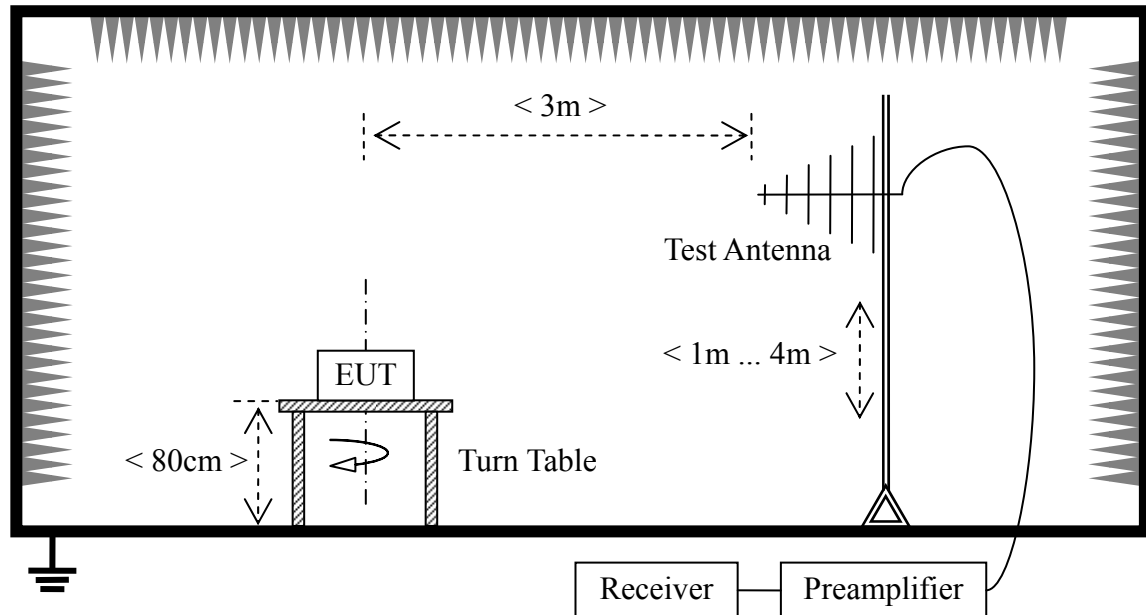 < 3m >
Test Antenna
< 1m ... 4m >
EUT
< 80cm >
Turn Table
Receiver
Preamplifier